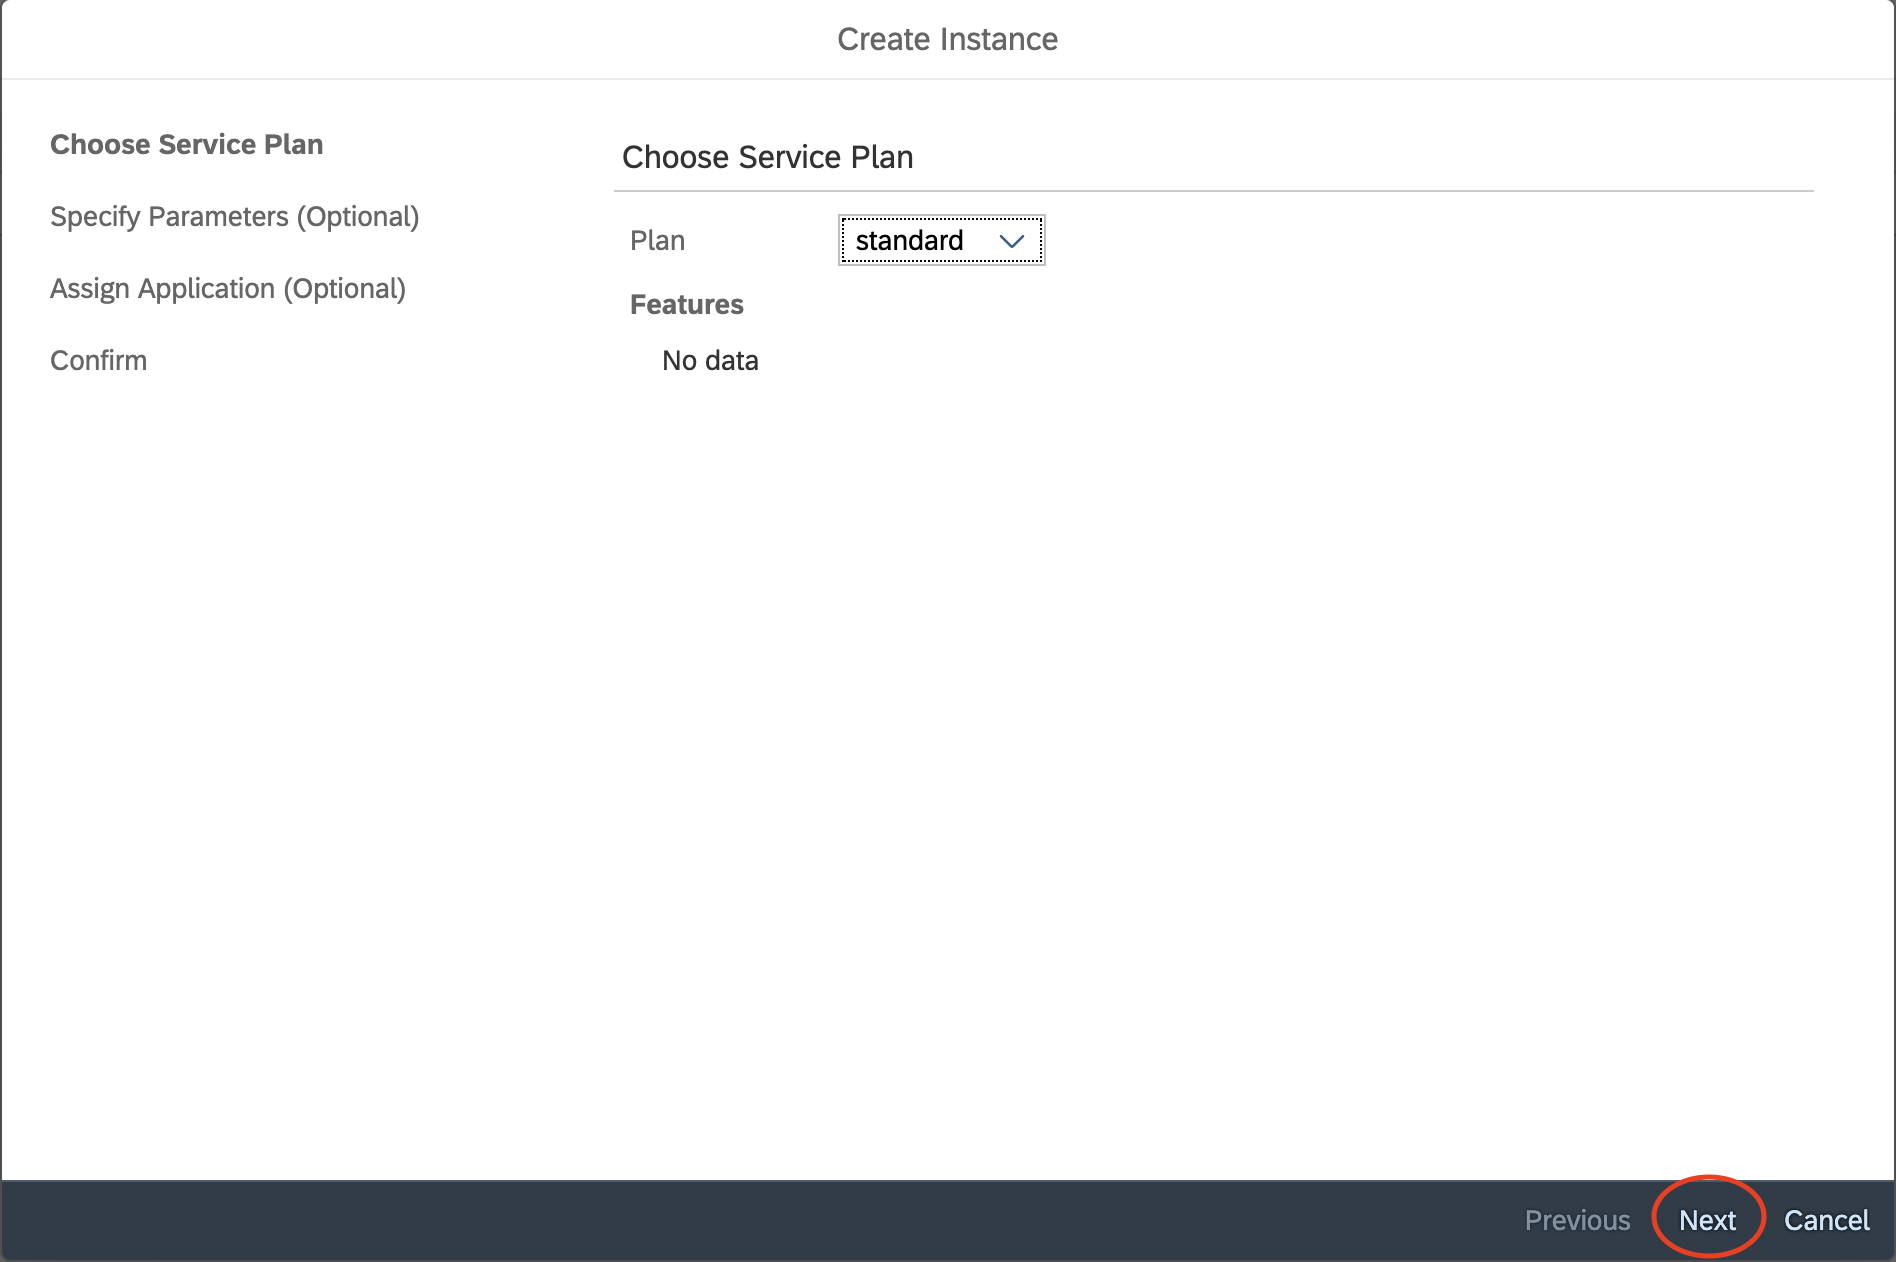 Create Instance
Choose Service Plan
Specify Parameters (Optional)
Assign Application (Optional)
Confirm
Choose Service Plan
Plan standard
Features
No data
Previous Next Cancel